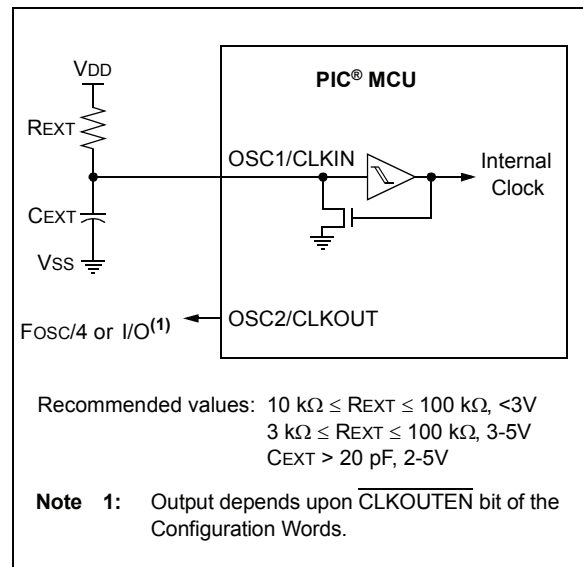 VDD
PIC® MCU
REXT
OSC1/CLKIN
Internal
Clock
CEXT
VSS
OSC2/CLKOUT
FOSC/4 or I/O(1)
Recommended values: 10 kΩ ≤ REXT ≤ 100 kΩ, <3V
3 kΩ ≤ REXT ≤ 100 kΩ, 3-5V
CEXT > 20 pF, 2-5V
Note 1: Output depends upon CLKOUTEN bit of the
Configuration Words.